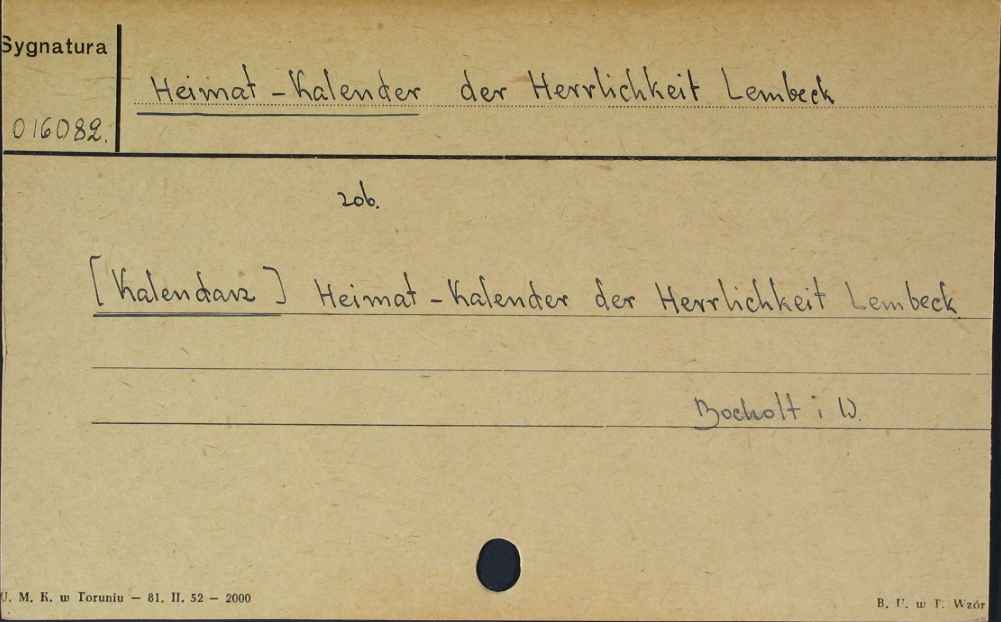 Sygnatura
Heimat-Kalender der Herrlichkeit Lembeck
016082.
zob.
[Kalendarz] Heimat-Kalender der Herrlichkeit Lembeck
Bocholt i W.
U. M. K. w Toruniu — 81. II. 52 — 2000
B. U. w T. Wzór